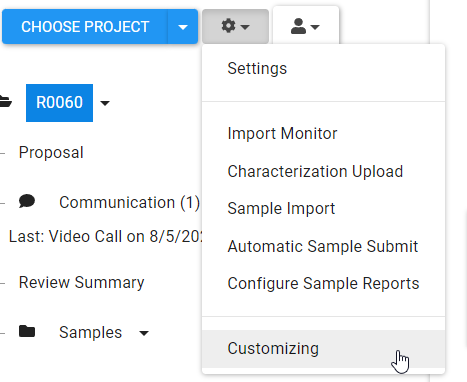 CHOOSE PROJECT
Settings
R0060
Import Monitor
Proposal
Characterization Upload
Communication (1)
Sample Import
Last: Video Call on 8/5/20
Automatic Sample Submit
Review Summary
Configure Sample Reports
Samples
Customizing